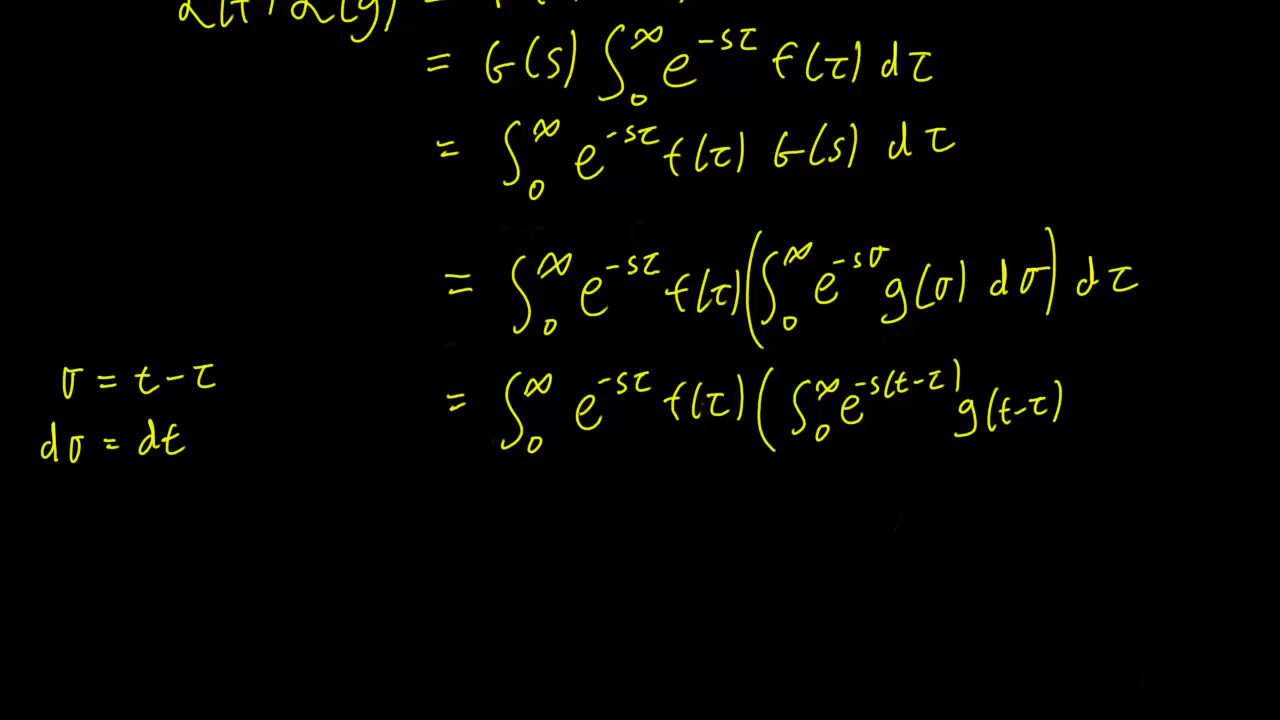 L(f) L(g) =
= G(s) ∫₀^∞ e^{-sτ} f(τ) dτ
= ∫₀^∞ e^{-sτ} f(τ) G(s) dτ
= ∫₀^∞ e^{-sτ} f(τ) (∫₀^∞ e^{-sσ} g(σ) dσ) dτ
σ = t-τ = ∫₀^∞ e^{-sτ} f(τ) (∫₀^∞ e^{-s(t-τ)} g(t-τ)
dσ = dt